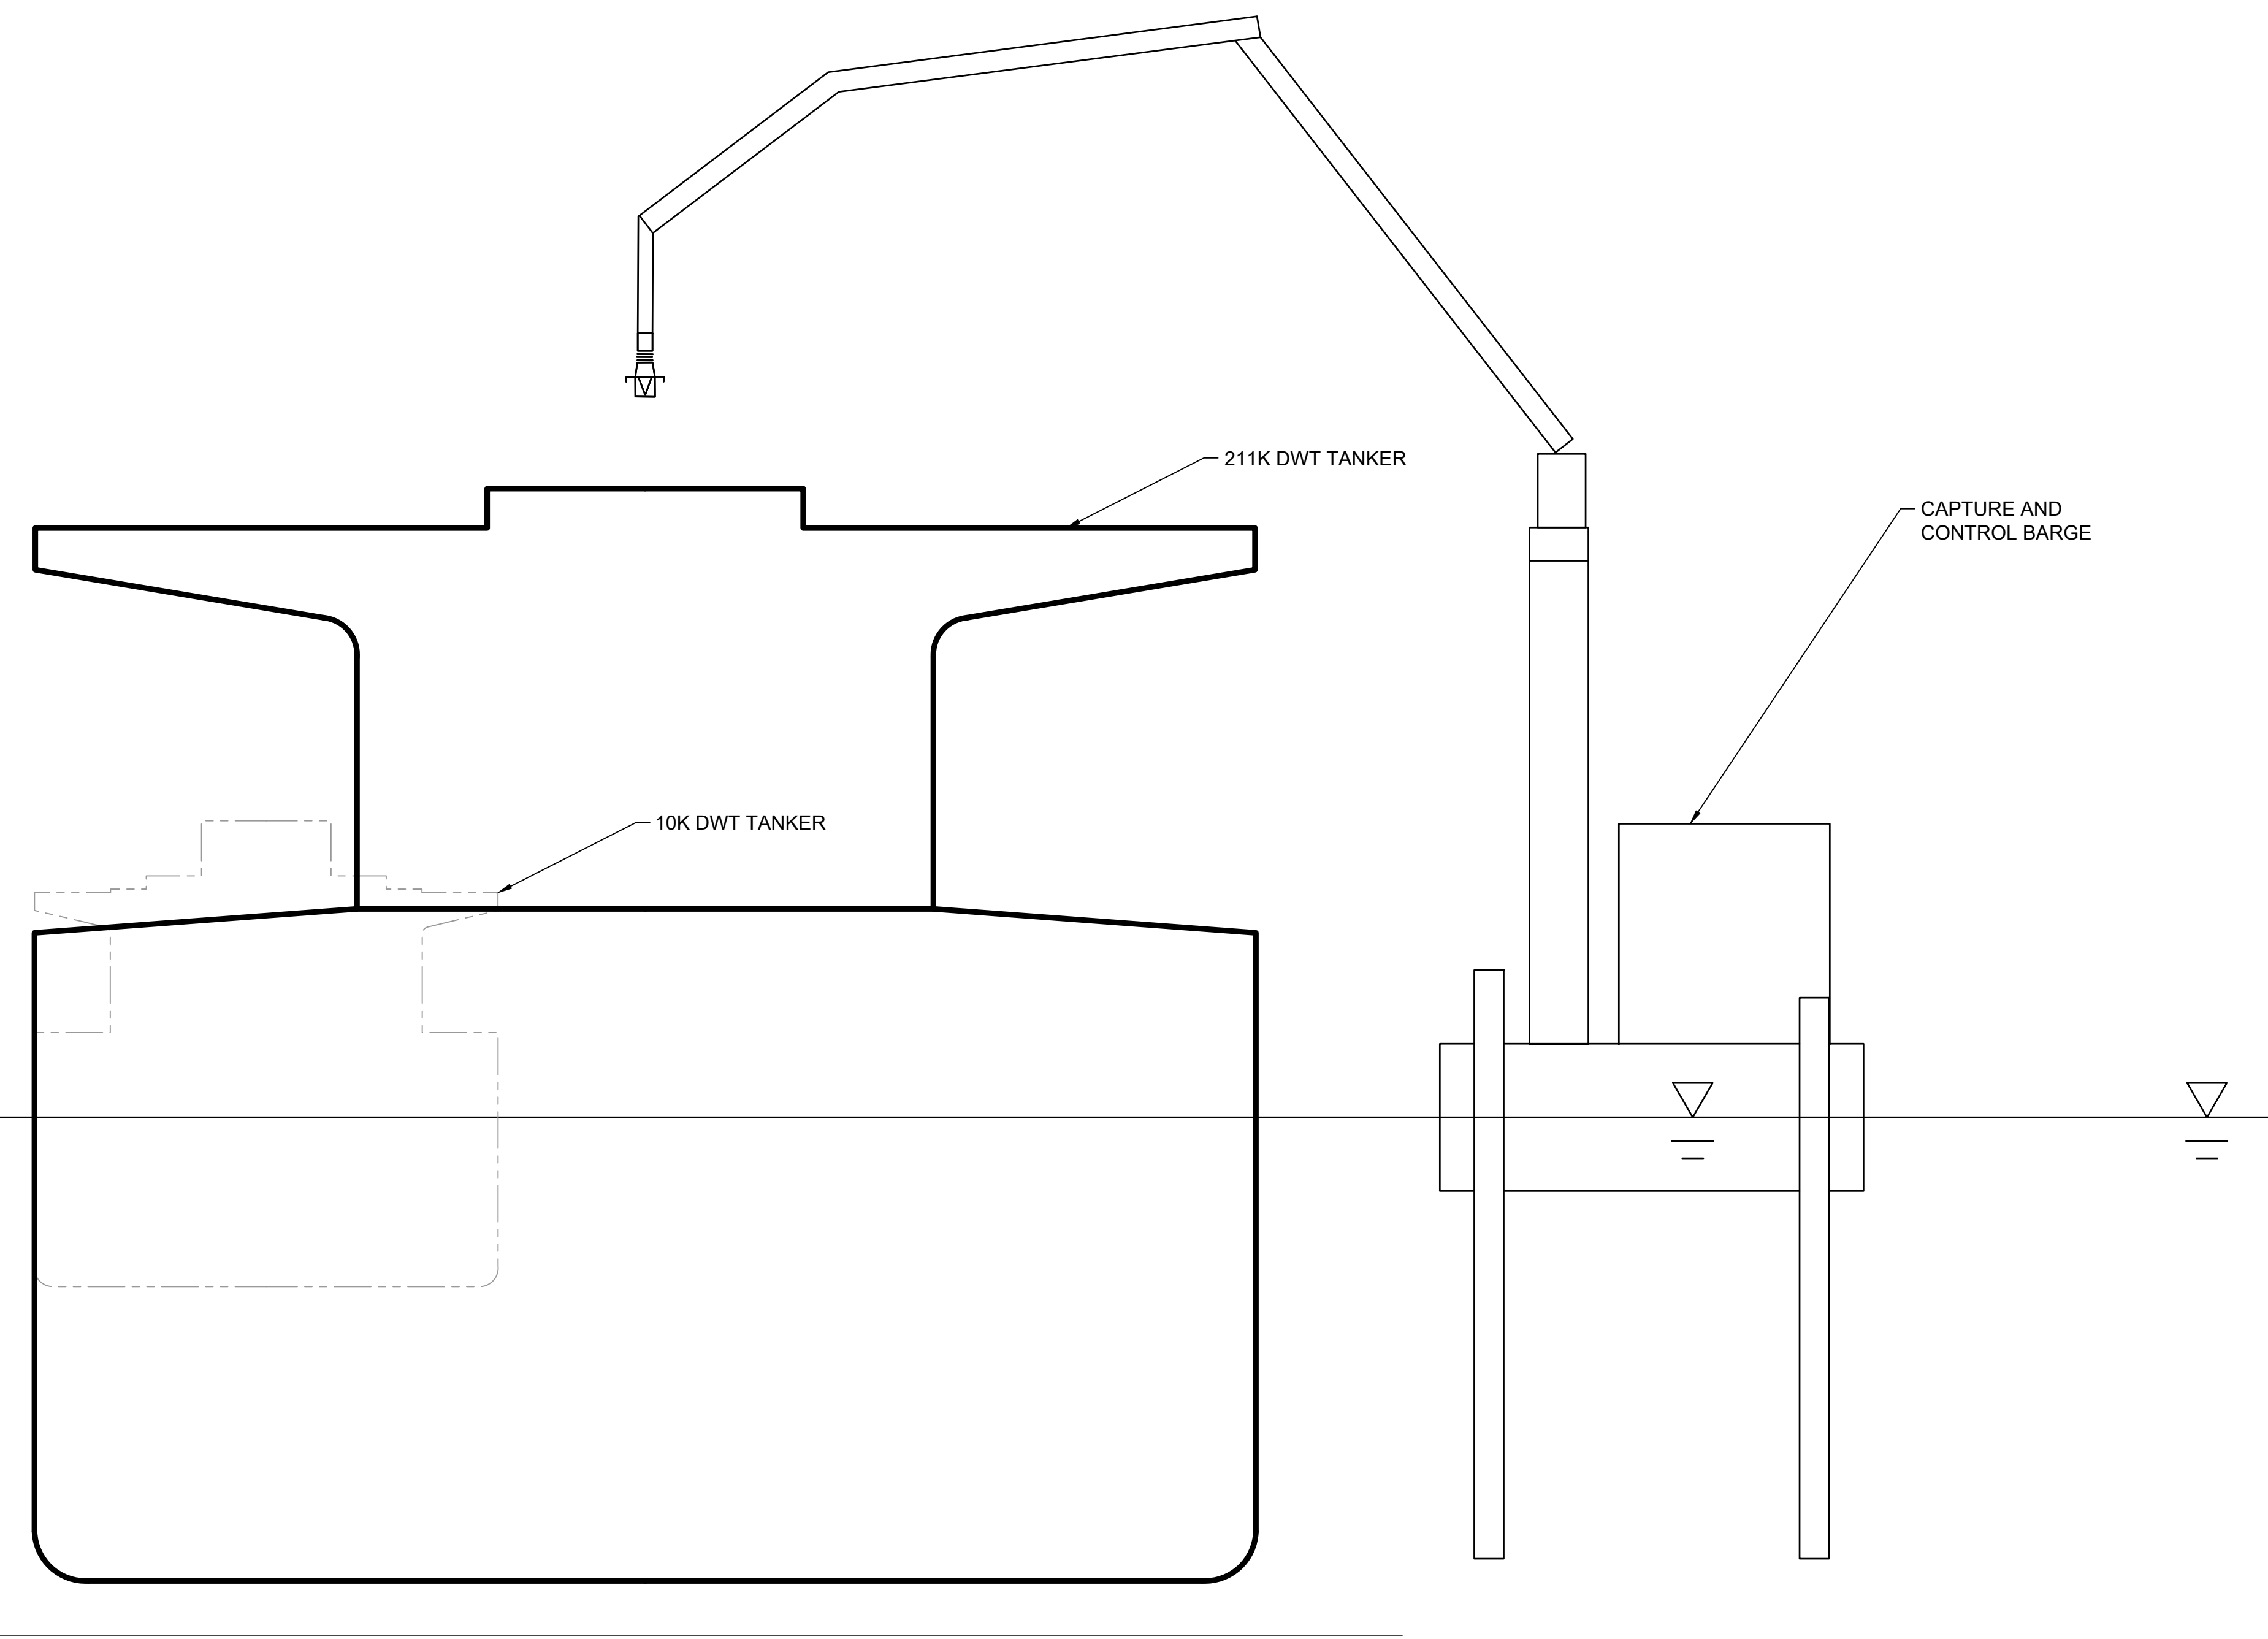 211K DWT TANKER
CAPTURE AND
CONTROL BARGE
10K DWT TANKER